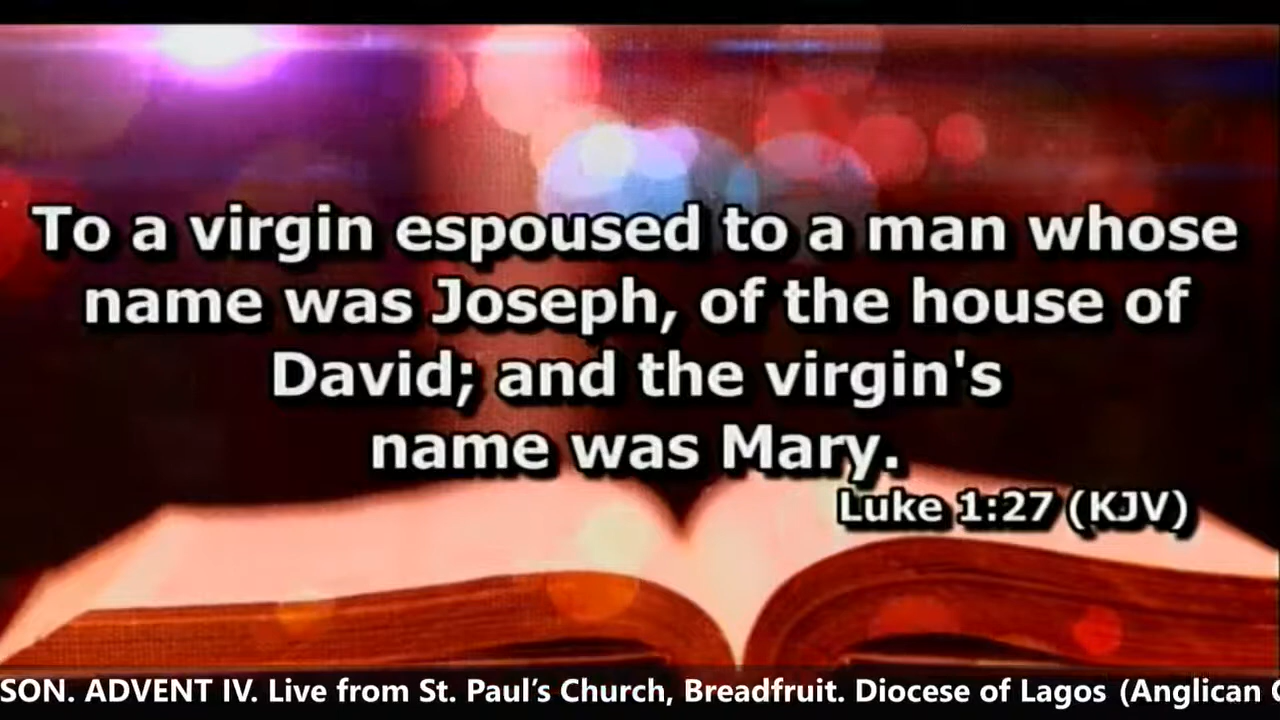 To a virgin espoused to a man whose
name was Joseph, of the house of
David; and the virgin's
name was Mary.
Luke 1:27 (KJV)
SON. ADVENT IV. Live from St. Paul’s Church, Breadfruit. Diocese of Lagos (Anglican